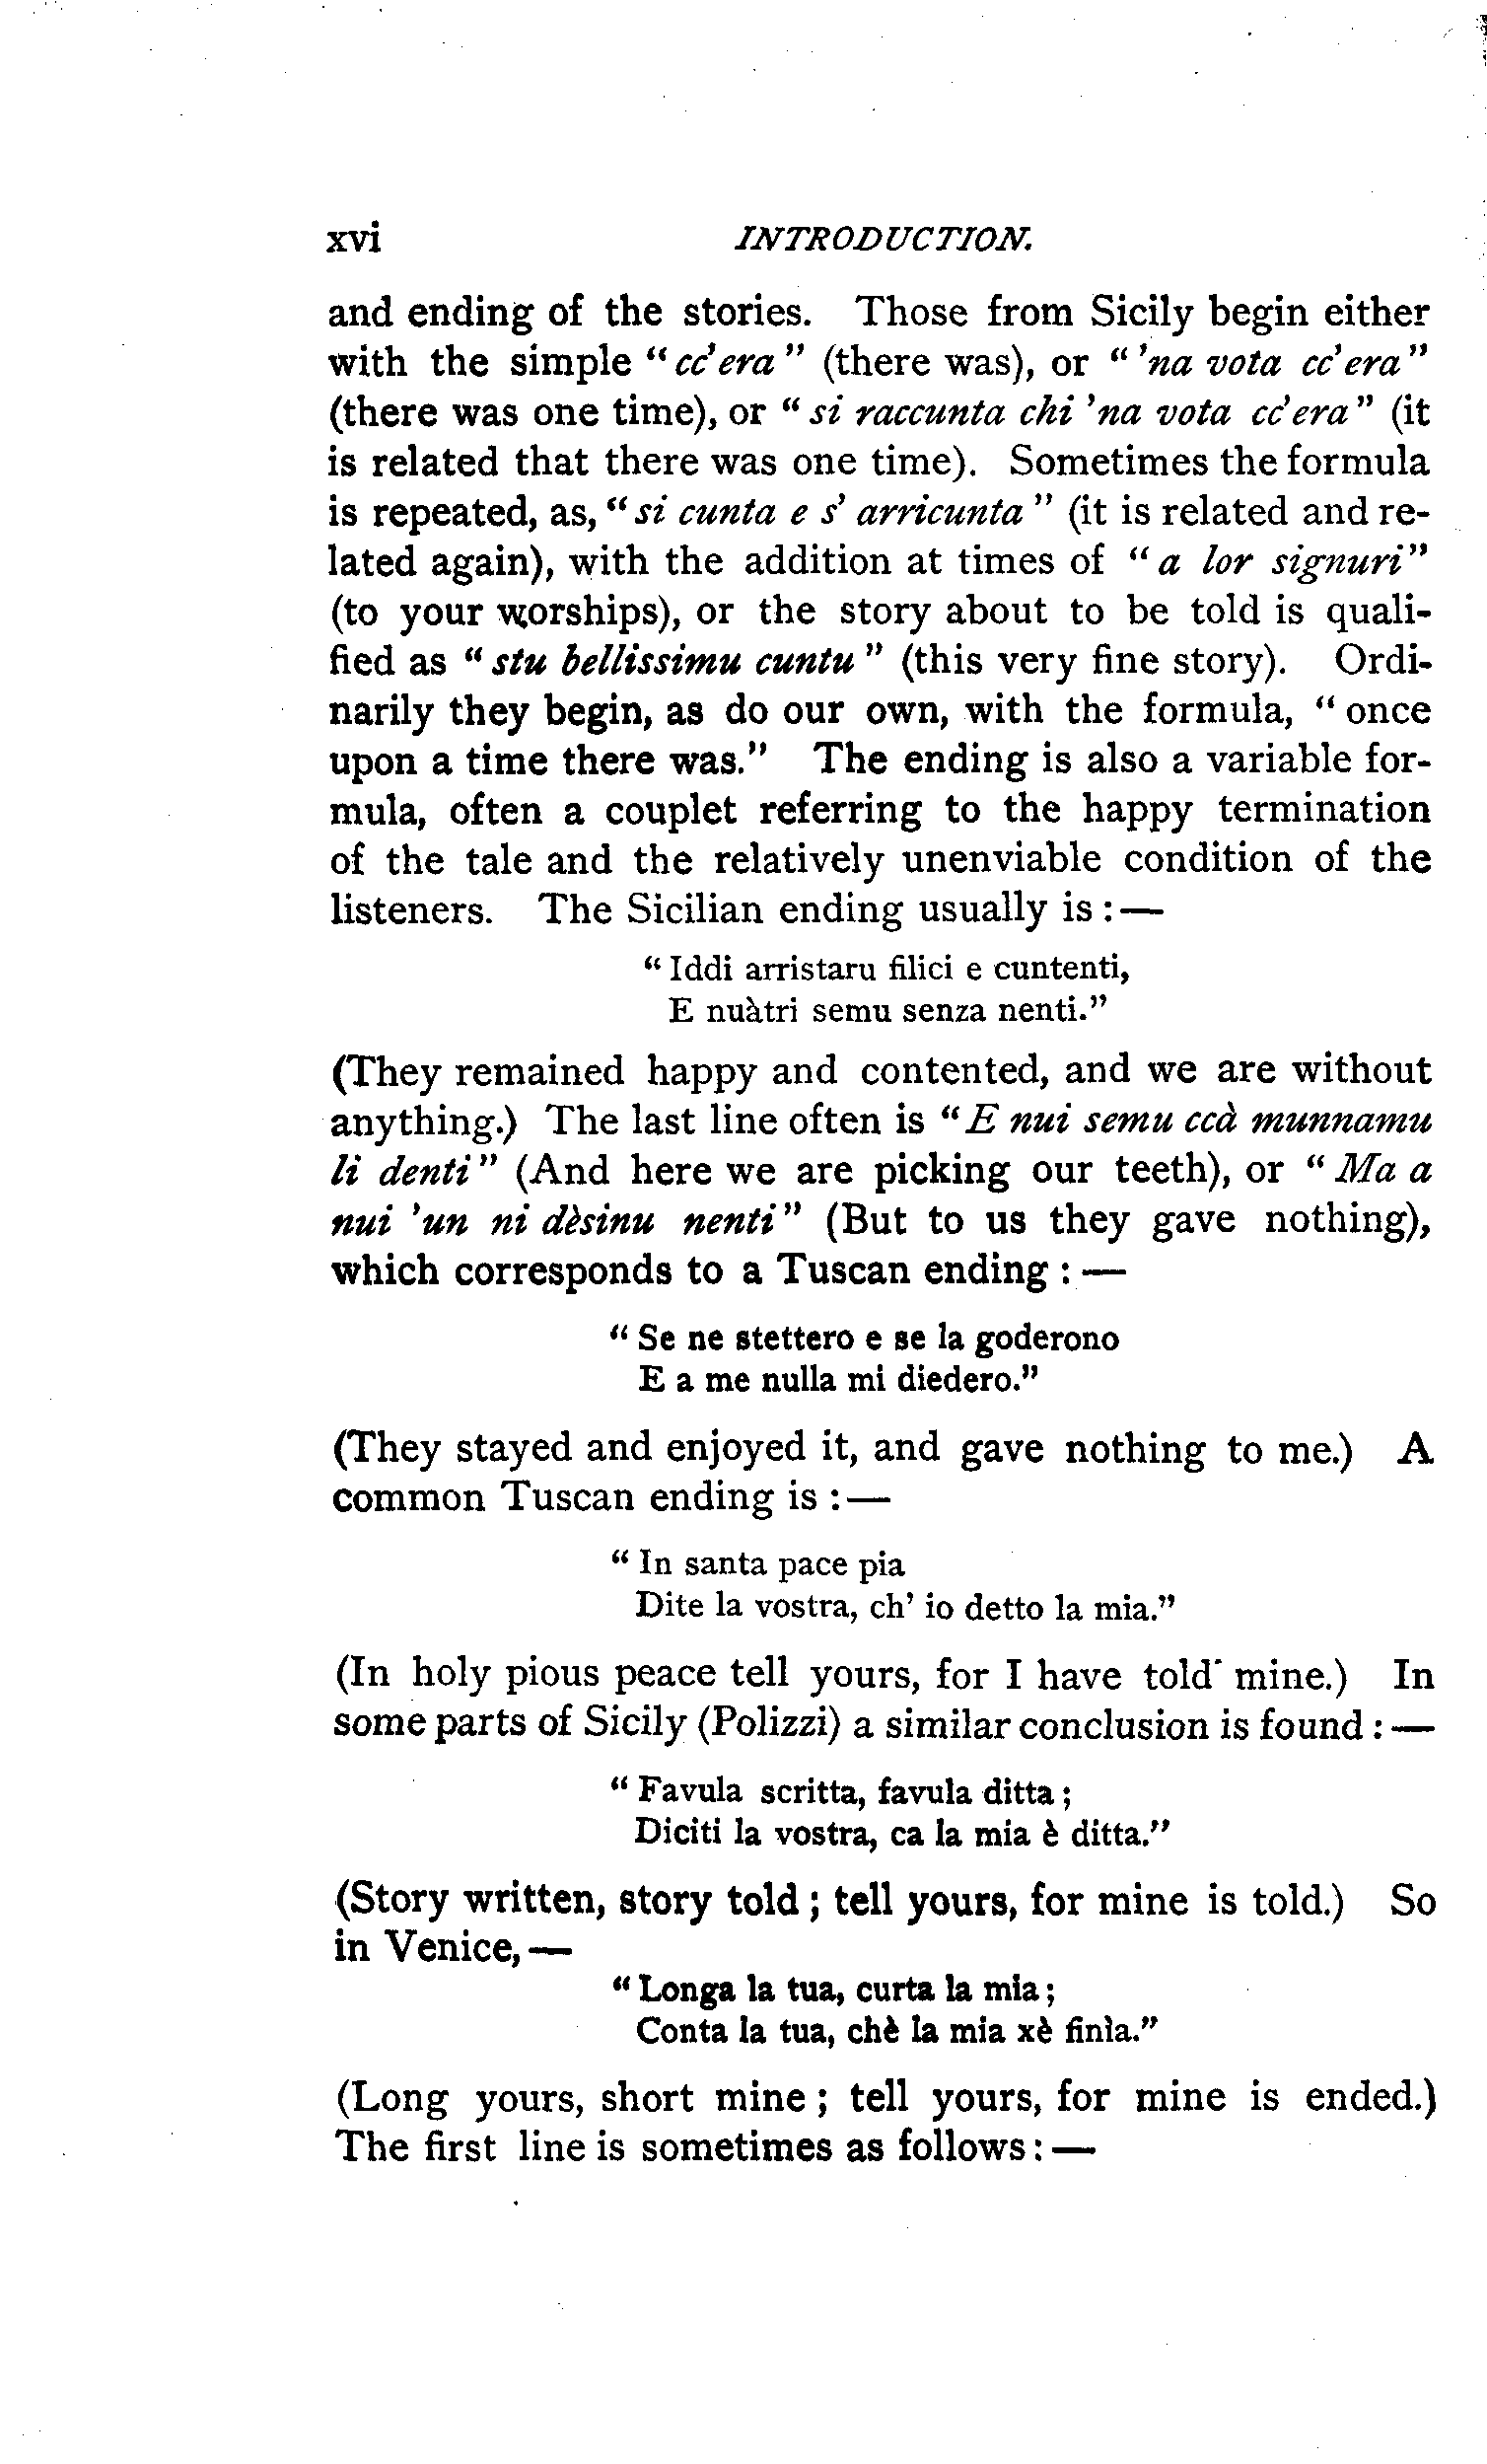 xvi INTRODUCTION.
and ending of the stories. Those from Sicily begin either
with the simple “cc’era” (there was), or “’na vota cc’era”
(there was one time), or “si raccunta chi ’na vota cc’era” (it
is related that there was one time). Sometimes the formula
is repeated, as, “si cunta e s’ arricunta” (it is related and re-
lated again), with the addition at times of “a lor signuri”
(to your worships), or the story about to be told is quali-
fied as “stu bellissimu cuntu” (this very fine story). Ordi-
narily they begin, as do our own, with the formula, “once
upon a time there was.” The ending is also a variable for-
mula, often a couplet referring to the happy termination
of the tale and the relatively unenviable condition of the
listeners. The Sicilian ending usually is :—
“Iddi arristaru filici e cuntenti,
E nuàtri semu senza nenti.”
(They remained happy and contented, and we are without
anything.) The last line often is “E nui semu ccà munnamu
li denti” (And here we are picking our teeth), or “Ma a
nui ’un ni dèsinu nenti” (But to us they gave nothing),
which corresponds to a Tuscan ending :—
“Se ne stettero e se la goderono
E a me nulla mi diedero.”
(They stayed and enjoyed it, and gave nothing to me.) A
common Tuscan ending is :—
“In santa pace pia
Dite la vostra, ch’ io detto la mia.”
(In holy pious peace tell yours, for I have told mine.) In
some parts of Sicily (Polizzi) a similar conclusion is found :—
“Favula scritta, favula ditta ;
Diciti la vostra, ca la mia è ditta.”
(Story written, story told ; tell yours, for mine is told.) So
in Venice,—
“Longa la tua, curta la mia ;
Conta la tua, chè la mia xè finìa.”
(Long yours, short mine ; tell yours, for mine is ended.)
The first line is sometimes as follows :—